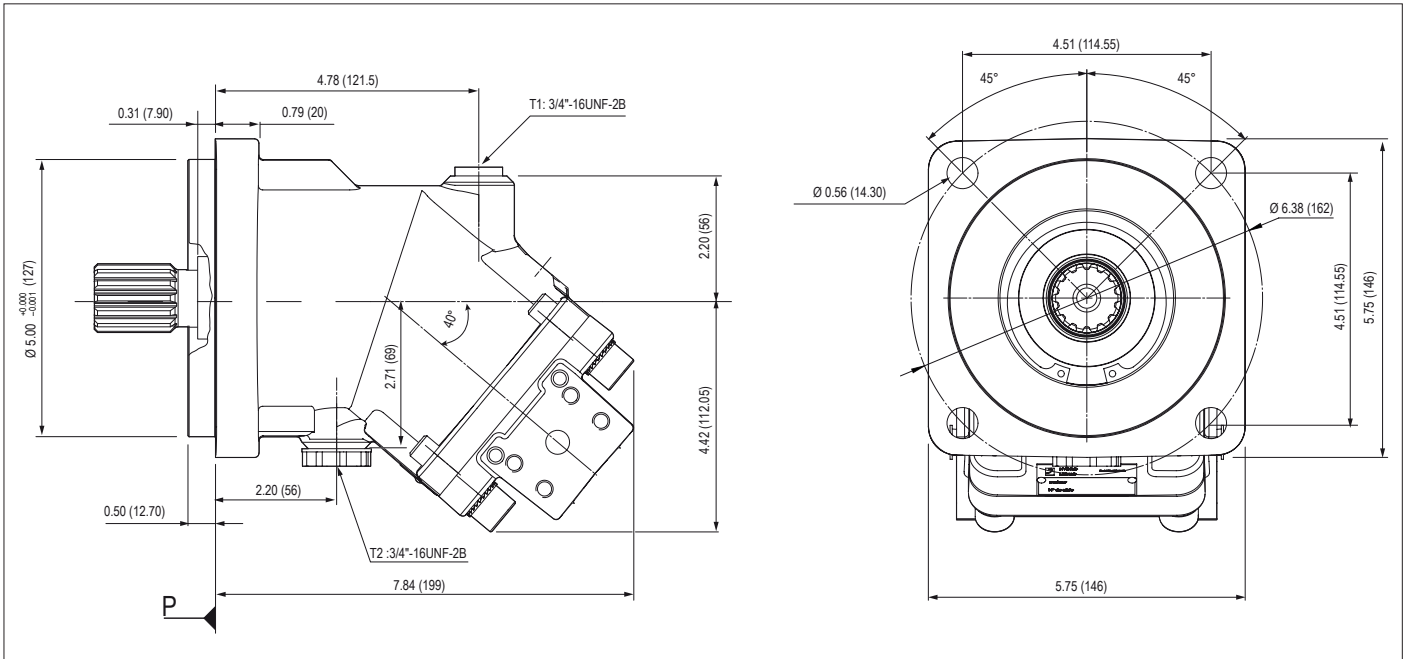 4.78 (121.5)
0.31 (7.90)
0.79 (20)
T1: 3/4"-16UNF-2B
Ø 5.00 +0.000 -0.001 (127)
2.20 (56)
40°
2.71 (69)
4.42 (112.05)
2.20 (56)
0.50 (12.70)
T2 :3/4"-16UNF-2B
7.84 (199)
P
4.51 (114.55)
45°
45°
Ø 0.56 (14.30)
Ø 6.38 (162)
4.51 (114.55)
5.75 (146)
5.75 (146)